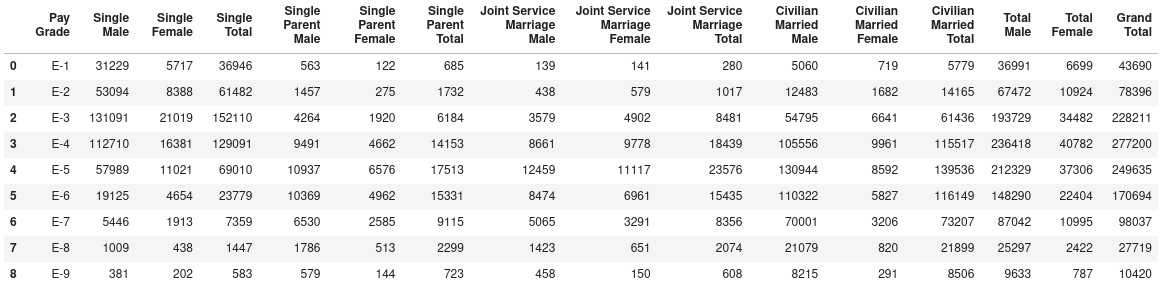 Pay Grade Single Male Single Female Single Total Single Parent Male Single Parent Female Single Parent Total Joint Service Marriage Male Joint Service Marriage Female Joint Service Marriage Total Civilian Married Male Civilian Married Female Civilian Married Total Total Male Total Female Grand Total
0 E-1 31229 5717 36946 563 122 685 139 141 280 5060 719 5779 36991 6699 43690
1 E-2 53094 8388 61482 1457 275 1732 438 579 1017 12483 1682 14165 67472 10924 78396
2 E-3 131091 21019 152110 4264 1920 6184 3579 4902 8481 54795 6641 61436 193729 34482 228211
3 E-4 112710 16381 129091 9491 4662 14153 8661 9778 18439 105556 9961 115517 236418 40782 277200
4 E-5 57989 11021 69010 10937 6576 17513 12459 11117 23576 130944 8592 139536 212329 37306 249635
5 E-6 19125 4654 23779 10369 4962 15331 8474 6961 15435 110322 5827 116149 148290 22404 170694
6 E-7 5446 1913 7359 6530 2585 9115 5065 3291 8356 70001 3206 73207 87042 10995 98037
7 E-8 1009 438 1447 1786 513 2299 1423 651 2074 21079 820 21899 25297 2422 27719
8 E-9 381 202 583 579 144 723 458 150 608 8215 291 8506 9633 787 10420